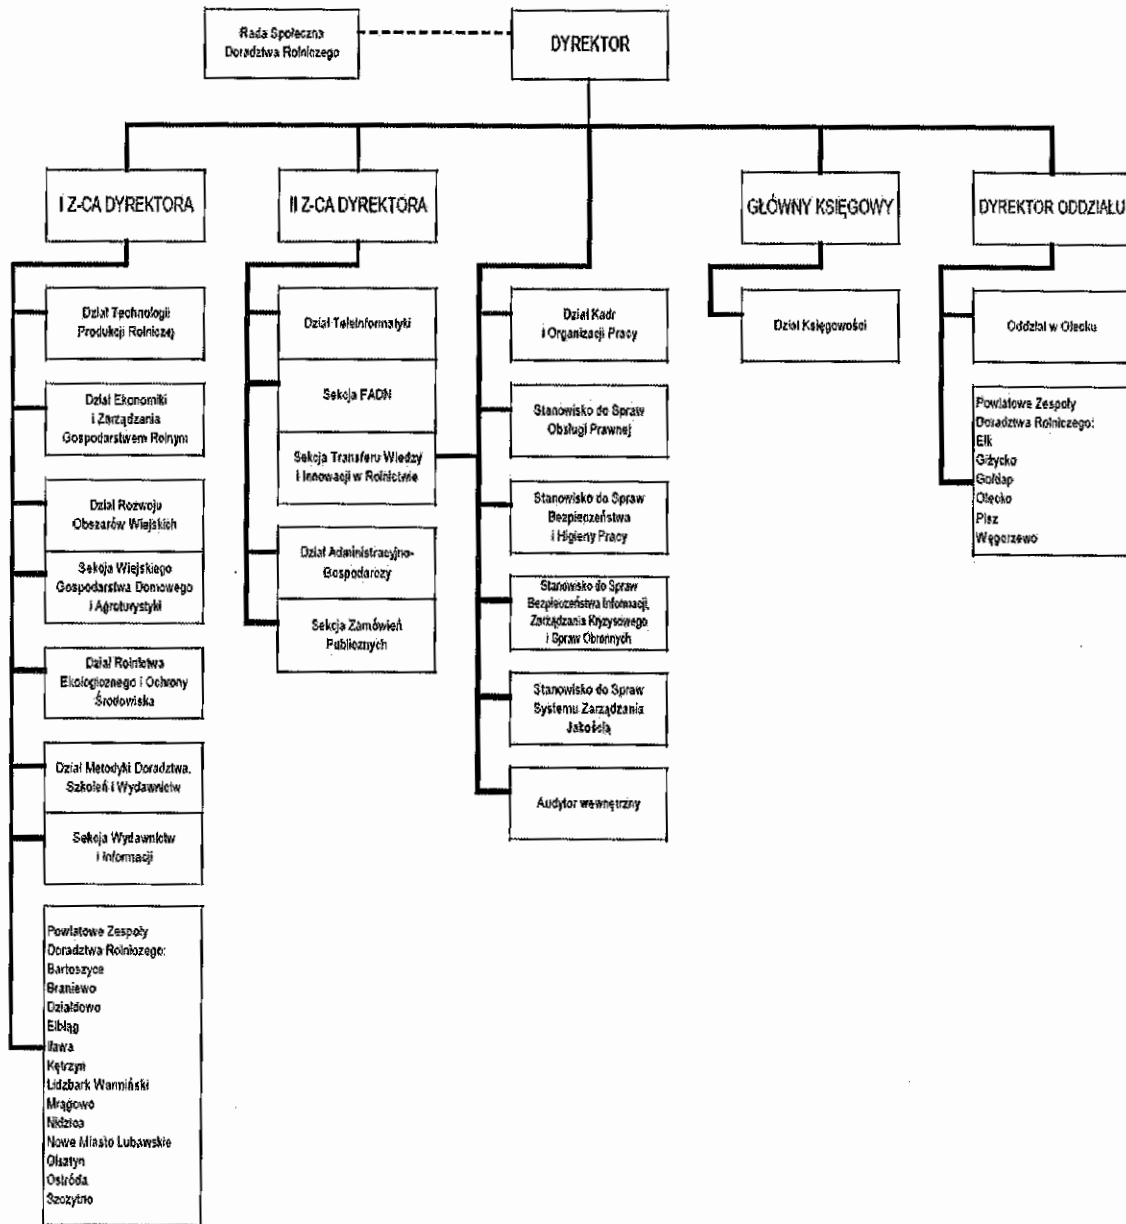 Rada Społeczna
Doradztwa Rolniczego
DYREKTOR
I Z-CA DYREKTORA
II Z-CA DYREKTORA
GŁÓWNY KSIĘGOWY
DYREKTOR ODDZIAŁU
Dział Technologii
Produkcji Rolniczej
Dział Ekonomiki
i Zarządzania
Gospodarstwem Rolnym
Dział Rozwoju
Obszarów Wiejskich
Sekcja Wiejskiego
Gospodarstwa Domowego
i Agroturystyki
Dział Rolnictwa
Ekologicznego i Ochrony
Środowiska
Dział Metodyki Doradztwa,
Szkoleń i Wydawnictw
Sekcja Wydawnictw
i Informacji
Powiatowe Zespoły
Doradztwa Rolniczego:
Bartoszyce
Braniewo
Działdowo
Elbląg
Iława
Kętrzyn
Lidzbark Warmiński
Mrągowo
Nidzica
Nowe Miasto Lubawskie
Olsztyn
Ostróda
Szczytno
Dział Teleinformatyki
Sekcja FADN
Sekcja Transferu Wiedzy
i Innowacji w Rolnictwie
Dział Administracyjno-
Gospodarczy
Sekcja Zamówień
Publicznych
Dział Kadr
i Organizacji Pracy
Stanowisko do Spraw
Obsługi Prawnej
Stanowisko do Spraw
Bezpieczeństwa
i Higieny Pracy
Stanowisko do Spraw
Bezpieczeństwa Informacji,
Zarządzania Kryzysowego
i Spraw Obronnych
Stanowisko do Spraw
Systemu Zarządzania
Jakością
Audytor wewnętrzny
Dział Księgowości
Oddział w Olecku
Powiatowe Zespoły
Doradztwa Rolniczego:
Ełk
Giżycko
Gołdap
Olecko
Pisz
Węgorzewo